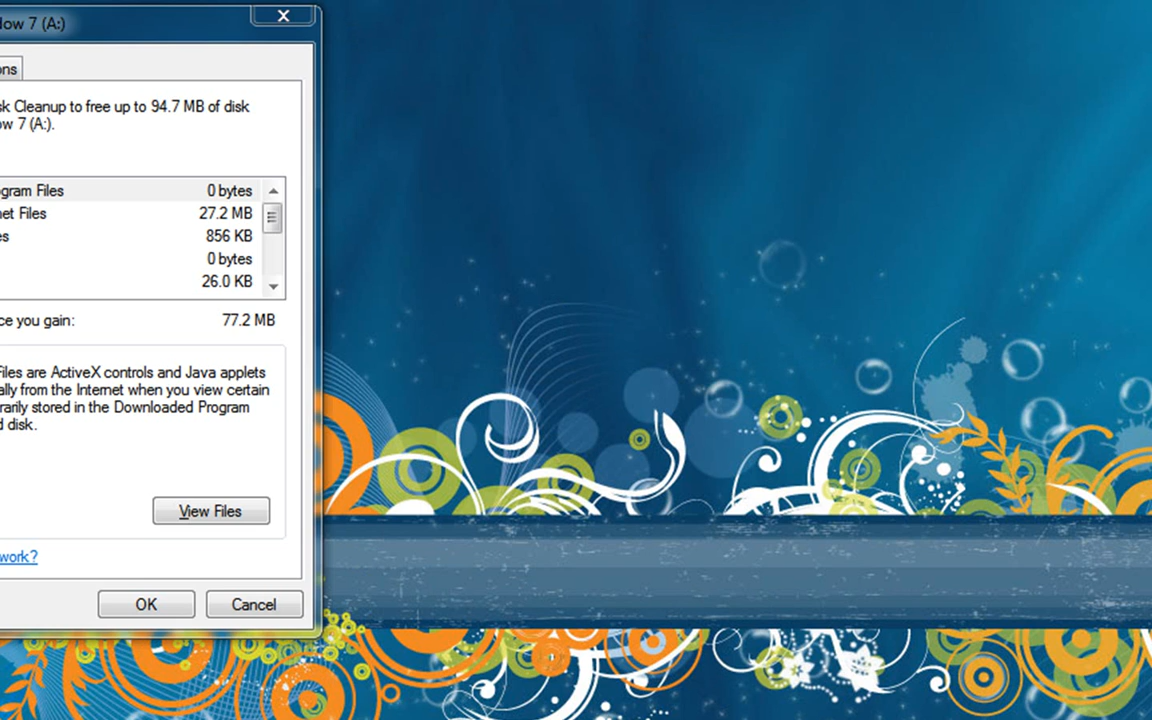 low 7 (A:)
ons
sk Cleanup to free up to 94.7 MB of disk
ow 7 (A:).
gram Files 0 bytes
net Files 27.2 MB
es 856 KB
0 bytes
26.0 KB
ce you gain: 77.2 MB
Files are ActiveX controls and Java applets
ally from the Internet when you view certain
rarily stored in the Downloaded Program
d disk.
View Files
work?
OK Cancel